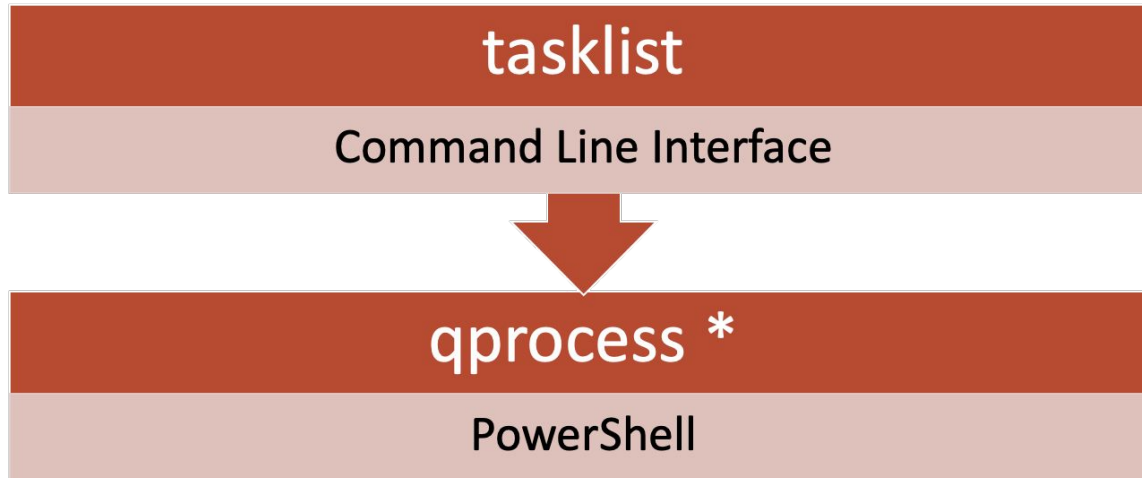 tasklist
Command Line Interface
qprocess *
PowerShell